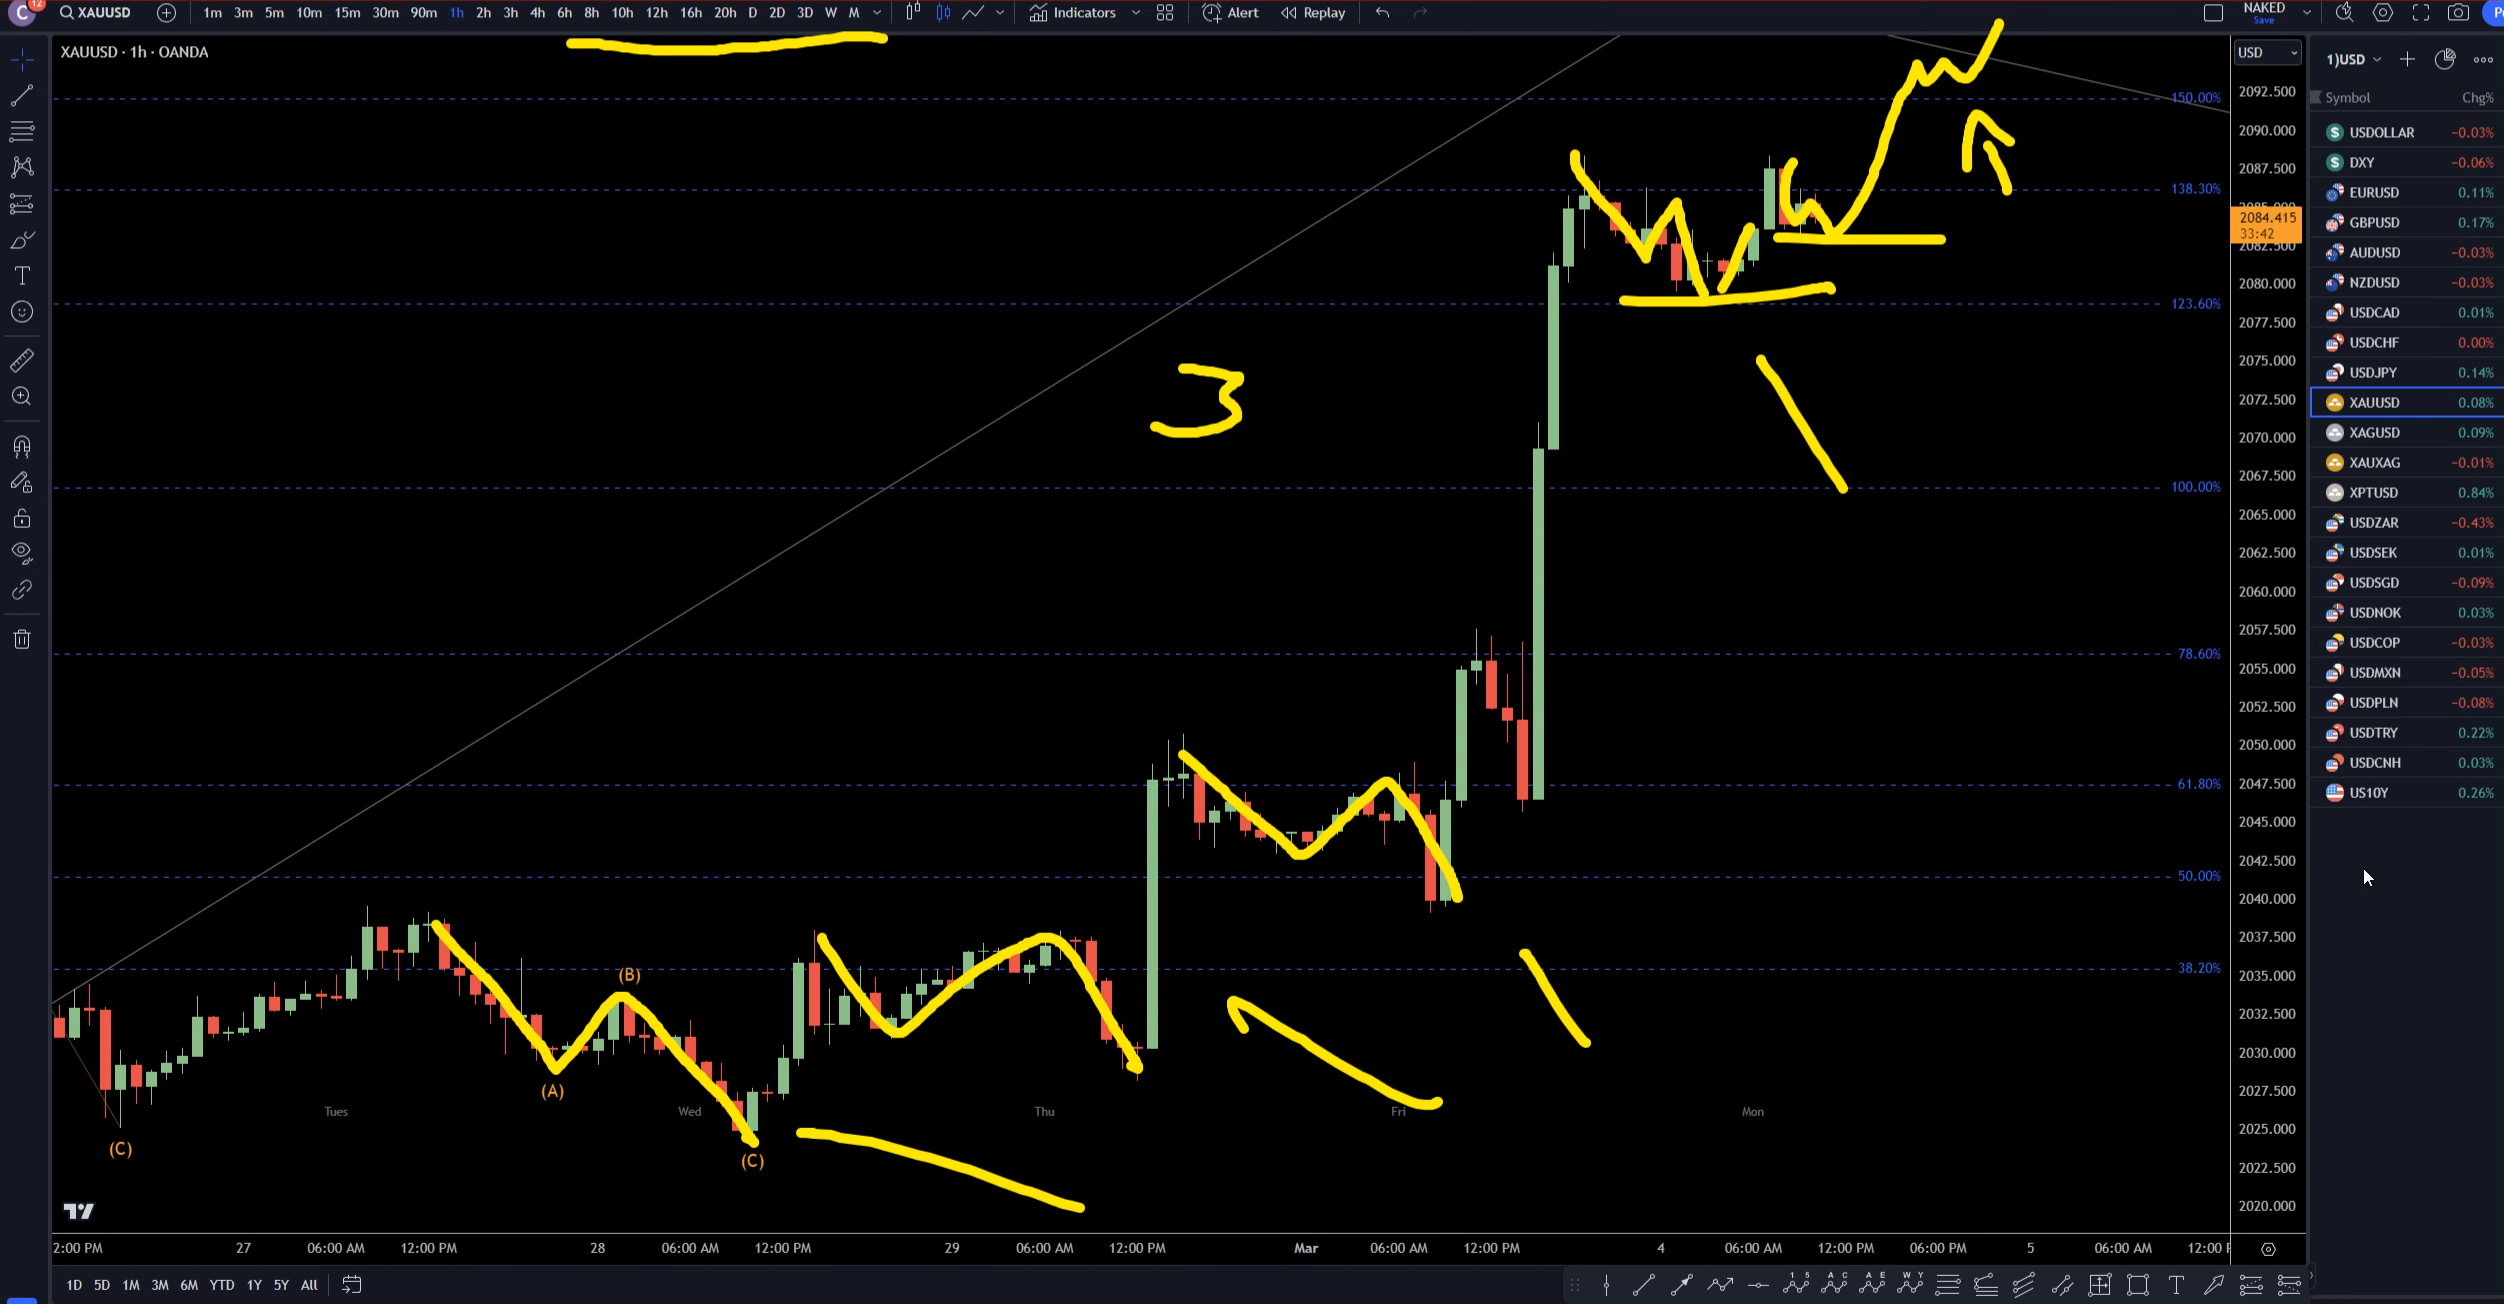 C 12 XAUUSD 1m 3m 5m 10m 15m 30m 90m 1h 2h 3h 4h 6h 8h 10h 12h 16h 20h D 2D 3D W M Indicators Alert Replay NAKED
Save
XAUUSD · 1h · OANDA
USD
1)USD
Symbol Chg%
USDOLLAR −0.03%
DXY −0.06%
EURUSD 0.11%
GBPUSD 0.17%
AUDUSD −0.03%
NZDUSD −0.03%
USDCAD 0.01%
USDCHF 0.00%
USDJPY 0.14%
XAUUSD 0.08%
XAGUSD 0.09%
XAUXAG −0.01%
XPTUSD 0.84%
USDZAR −0.43%
USDSEK 0.01%
USDSGD −0.09%
USDNOK 0.03%
USDCOP −0.03%
USDMXN −0.05%
USDPLN −0.08%
USDTRY 0.22%
USDCNH 0.03%
US10Y 0.26%
2092.500
2090.000
2087.500
2084.415
33:42
2082.500
2080.000
2077.500
2075.000
2072.500
2070.000
2067.500
2065.000
2062.500
2060.000
2057.500
2055.000
2052.500
2050.000
2047.500
2045.000
2042.500
2040.000
2037.500
2035.000
2032.500
2030.000
2027.500
2025.000
2022.500
2020.000
150.00%
138.30%
123.60%
100.00%
78.60%
61.80%
50.00%
38.20%
3
(B)
(A)
(C)
(C)
Tues Wed Thu Fri Mon
2:00 PM 27 06:00 AM 12:00 PM 28 06:00 AM 12:00 PM 29 06:00 AM 12:00 PM Mar 06:00 AM 12:00 PM 4 06:00 AM 12:00 PM 06:00 PM 5 06:00 AM 12:00
1D 5D 1M 3M 6M YTD 1Y 5Y All